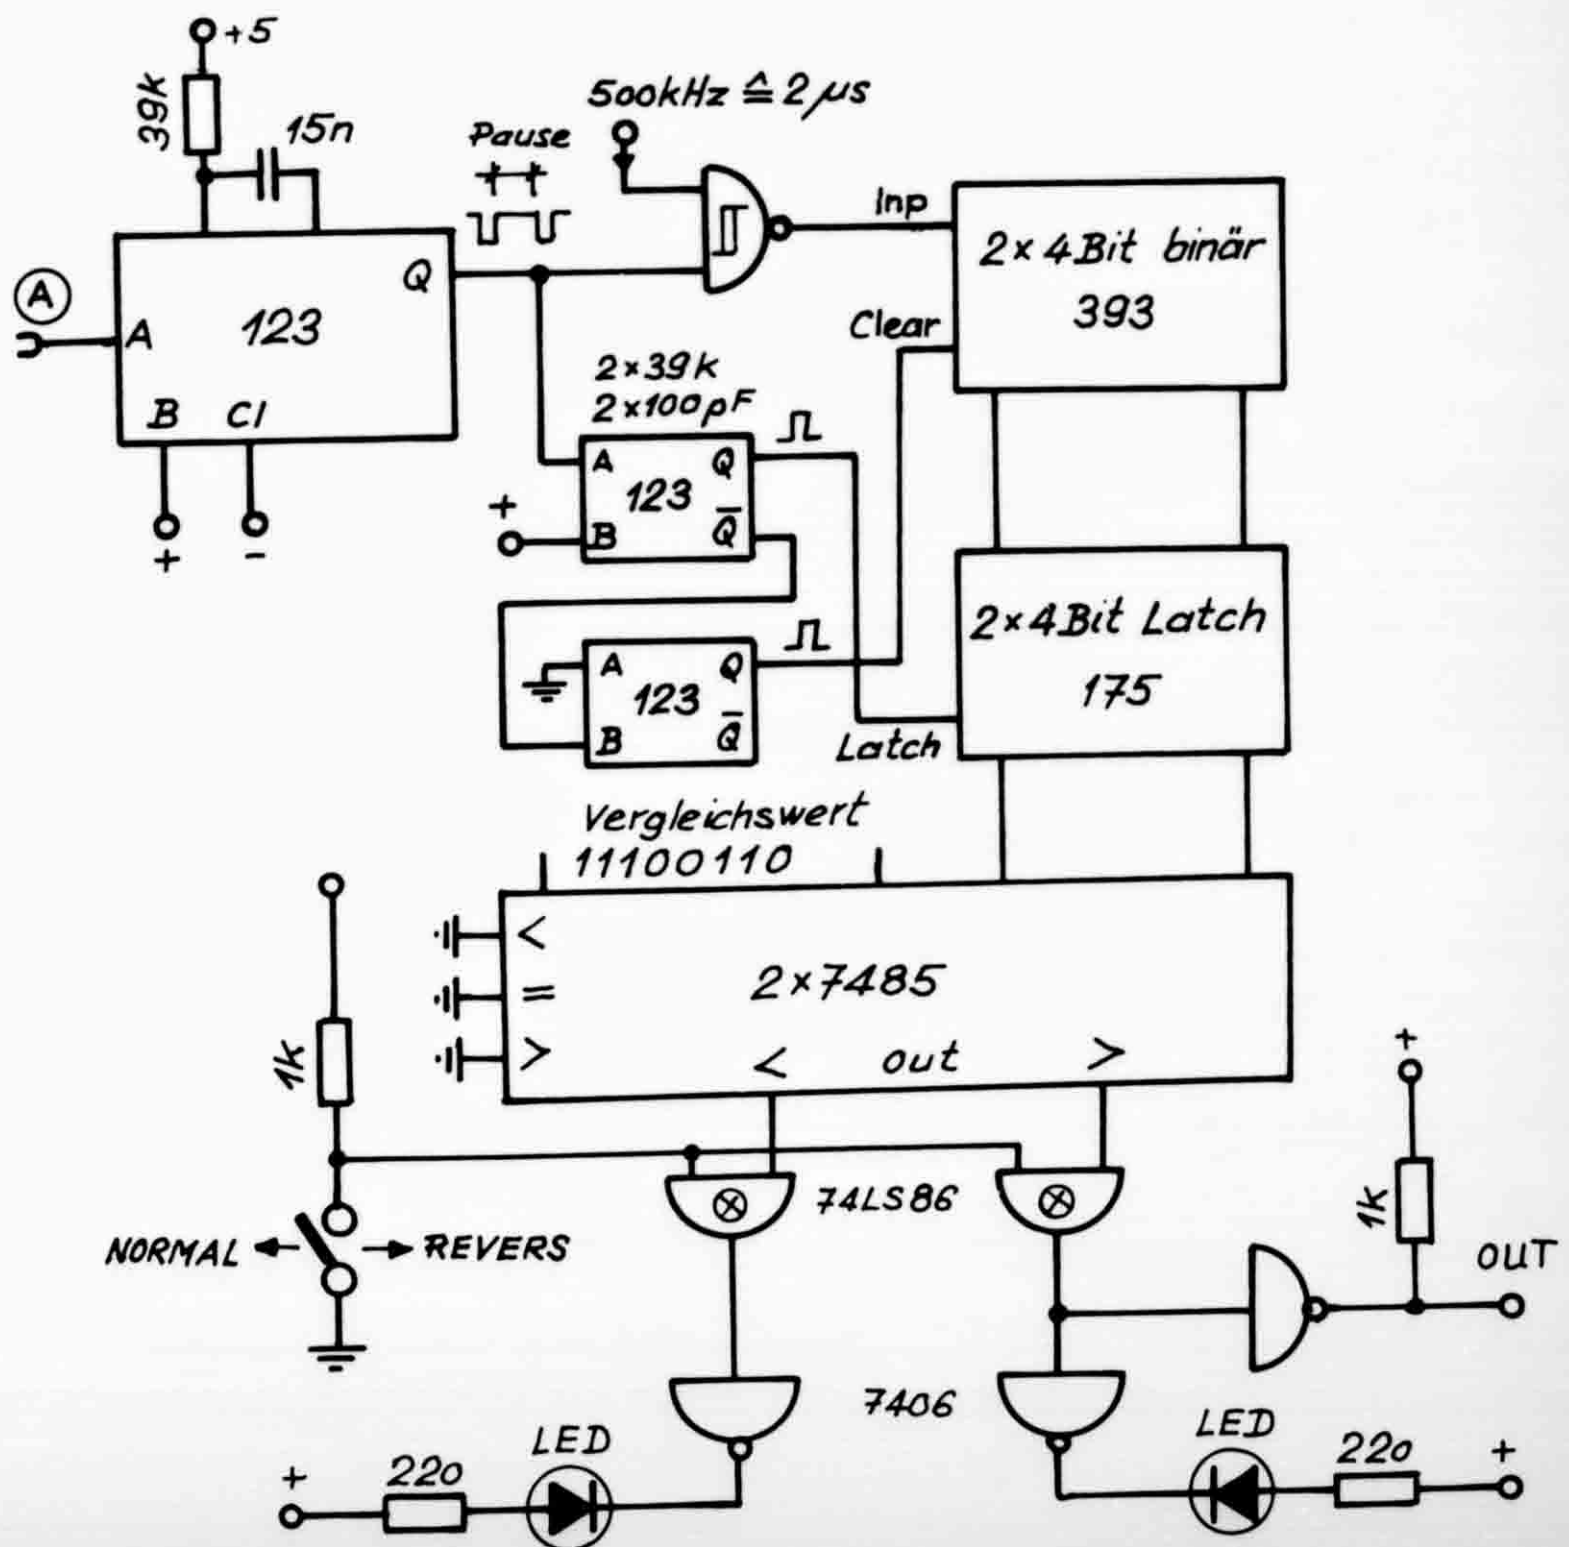 +5
39k
15n
Pause
500kHz ≙ 2µs
A
A
123
Q
B
Cl
+
-
Inp
Clear
2×4Bit binär
393
2×39k
2×100pF
A
Q
123
+
B
Q̅
A
Q
123
B
Q̅
Latch
2×4Bit Latch
175
Vergleichswert
11100110
<
=
>
2×7485
<
out
>
1k
74LS86
NORMAL
REVERS
+
1k
OUT
7406
+
220
LED
LED
220
+